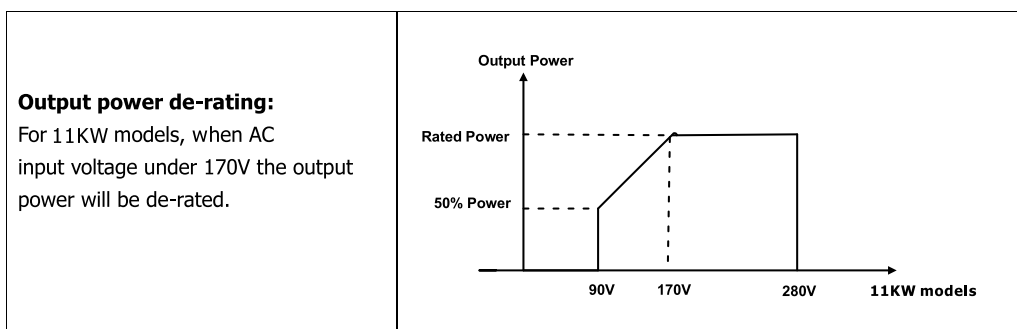 Output power de-rating:
For 11KW models, when AC
input voltage under 170V the output
power will be de-rated.
Output Power
Rated Power
50% Power
90V
170V
280V
11KW models